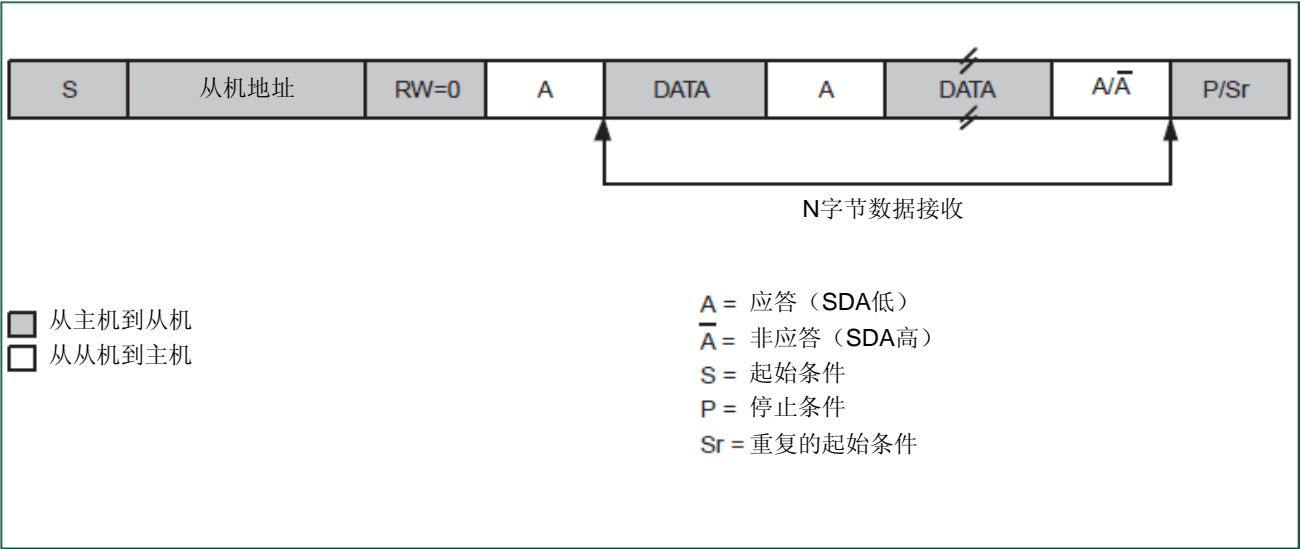 S 从机地址 RW=0 A DATA A DATA A/A̅ P/Sr
N字节数据接收
从主机到从机
从从机到主机
A = 应答（SDA低）
A̅ = 非应答（SDA高）
S = 起始条件
P = 停止条件
Sr = 重复的起始条件